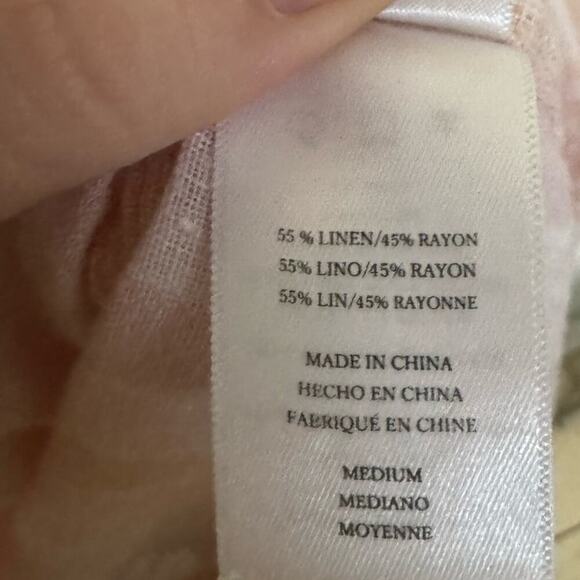 55 % LINEN/45% RAYON
55% LINO/45% RAYON
55% LIN/45% RAYONNE
MADE IN CHINA
HECHO EN CHINA
FABRIQUÉ EN CHINE
MEDIUM
MEDIANO
MOYENNE